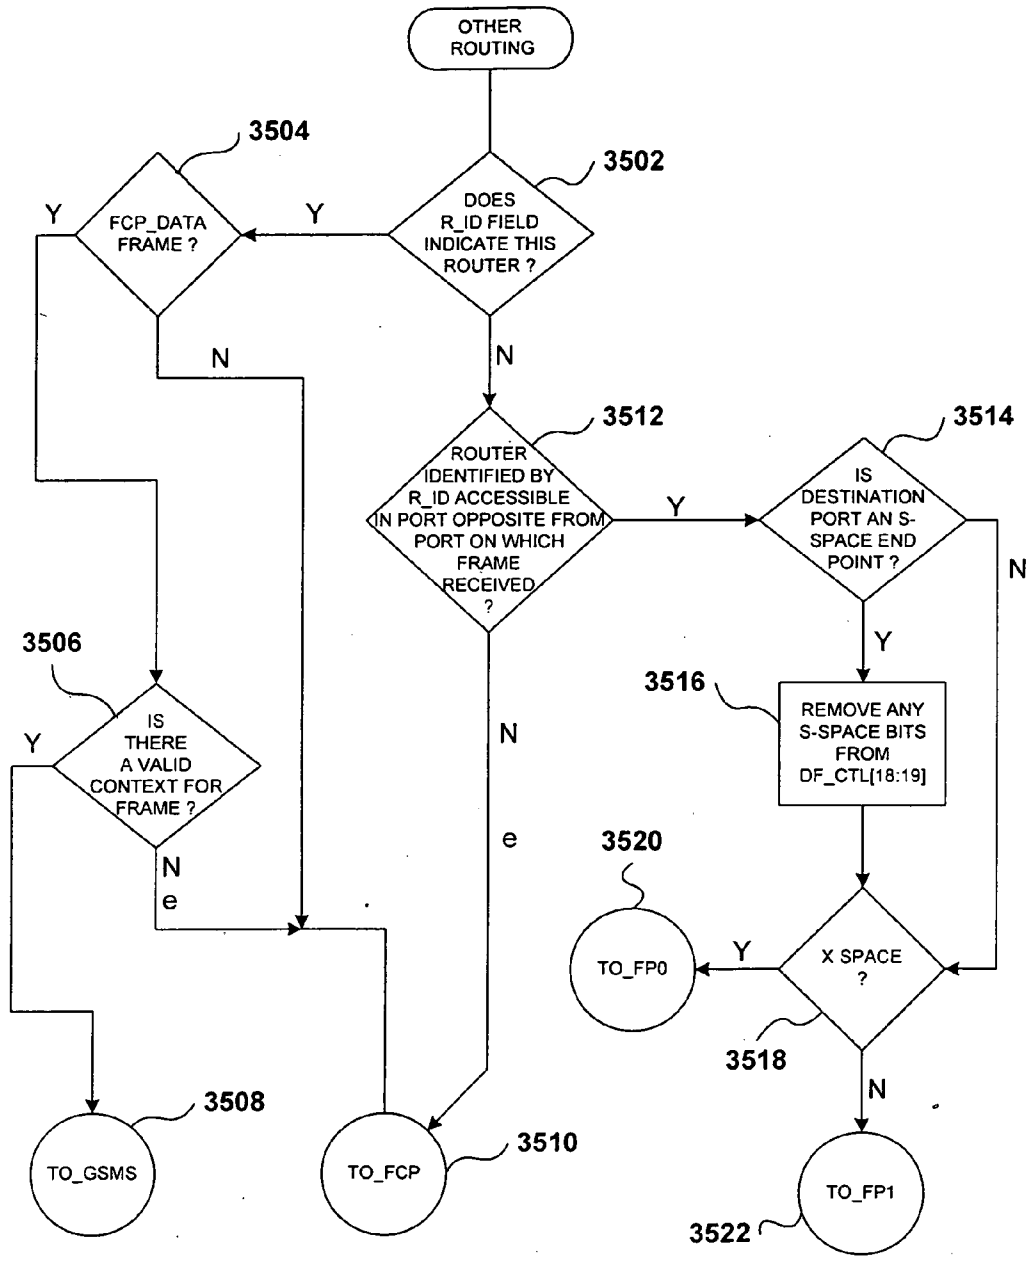 OTHER
ROUTING
3504
3502
FCP_DATA
FRAME ?
Y
Y
DOES
R_ID FIELD
INDICATE THIS
ROUTER ?
N
N
3512
3514
ROUTER
IDENTIFIED BY
R_ID ACCESSIBLE
IN PORT OPPOSITE FROM
PORT ON WHICH
FRAME
RECEIVED
?
Y
IS
DESTINATION
PORT AN S-
SPACE END
POINT ?
N
Y
3506
IS
THERE
A VALID
CONTEXT FOR
FRAME ?
Y
N
e
N
e
3516
REMOVE ANY
S-SPACE BITS
FROM
DF_CTL[18:19]
3520
TO_FP0
Y
X SPACE
?
3518
N
3508
TO_GSMS
3510
TO_FCP
TO_FP1
3522